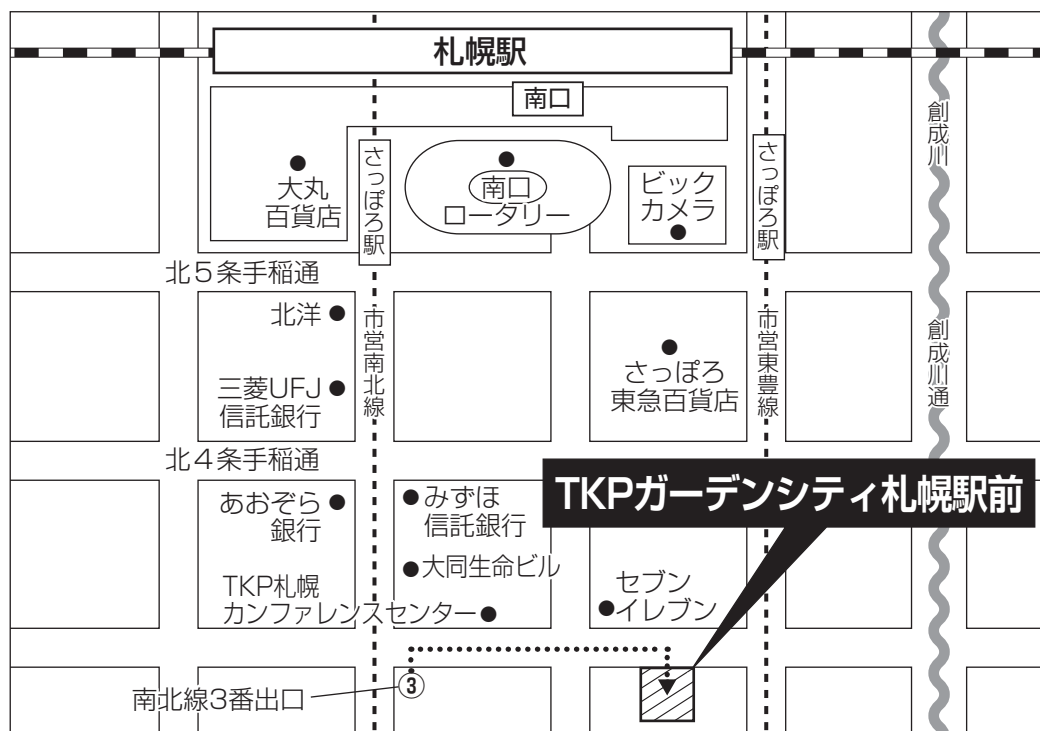 札幌駅
南口
大丸
百貨店
さっぽろ駅
南口
ロータリー
ビック
カメラ
さっぽろ駅
創成川
北5条手稲通
北洋
三菱UFJ
信託銀行
市営南北線
さっぽろ
東急百貨店
市営東豊線
創成川通
北4条手稲通
TKPガーデンシティ札幌駅前
あおぞら
銀行
みずほ
信託銀行
大同生命ビル
TKP札幌
カンファレンスセンター
セブン
イレブン
南北線3番出口
③